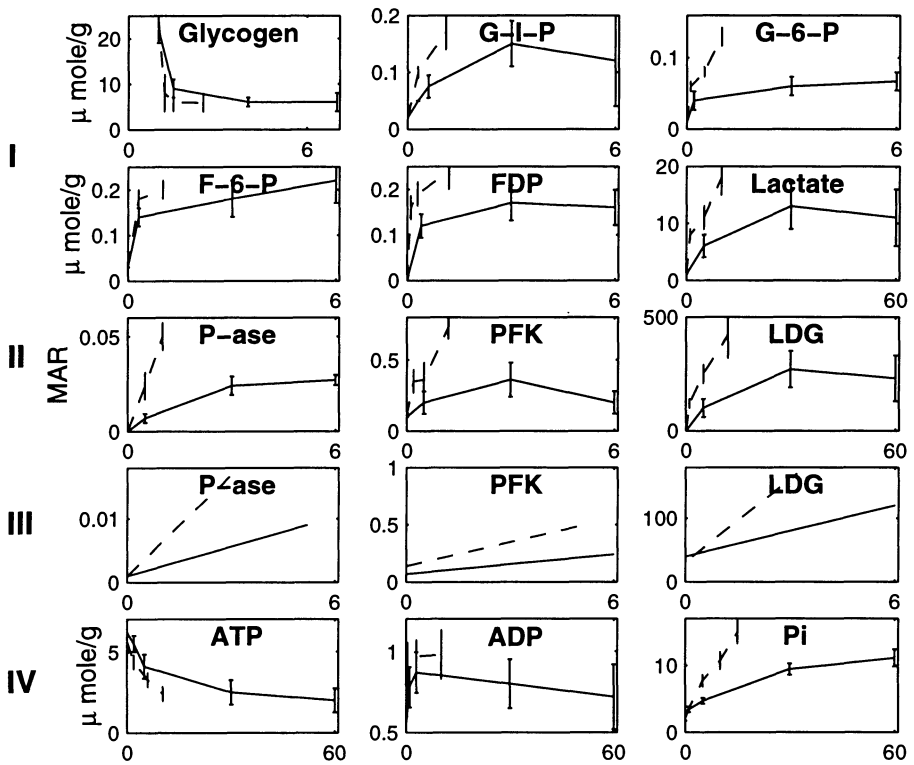 Glycogen G-I-P G-6-P
μ mole/g
20
10
0
0.2
0.1
0
0.1
0
0 0 6 0 6
I
F-6-P FDP Lactate
μ mole/g
0.2
0.1
0
0.2
0.1
0
20
10
0
0 6 0 6 0 60
II
P-ase PFK LDG
MAR
0.05
0
0.5
0
500
0
0 6 0 6 0 60
III
P-ase PFK LDG
0.01
0
1
0.5
0
100
0
0 6 0 6 0 6
IV
ATP ADP Pi
μ mole/g
5
0
1
0.5
10
0
0 60 0 60 0 60